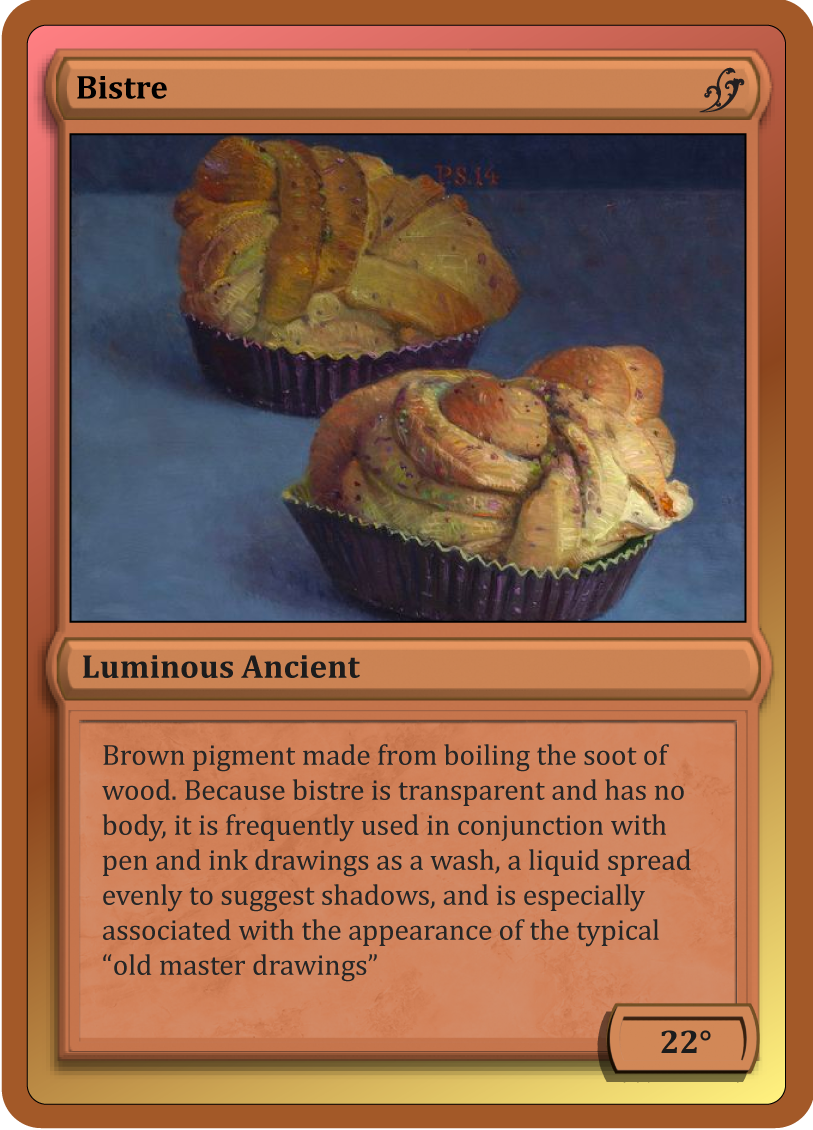 Bistre
P.S.14
Luminous Ancient
Brown pigment made from boiling the soot of
wood. Because bistre is transparent and has no
body, it is frequently used in conjunction with
pen and ink drawings as a wash, a liquid spread
evenly to suggest shadows, and is especially
associated with the appearance of the typical
“old master drawings”
22°